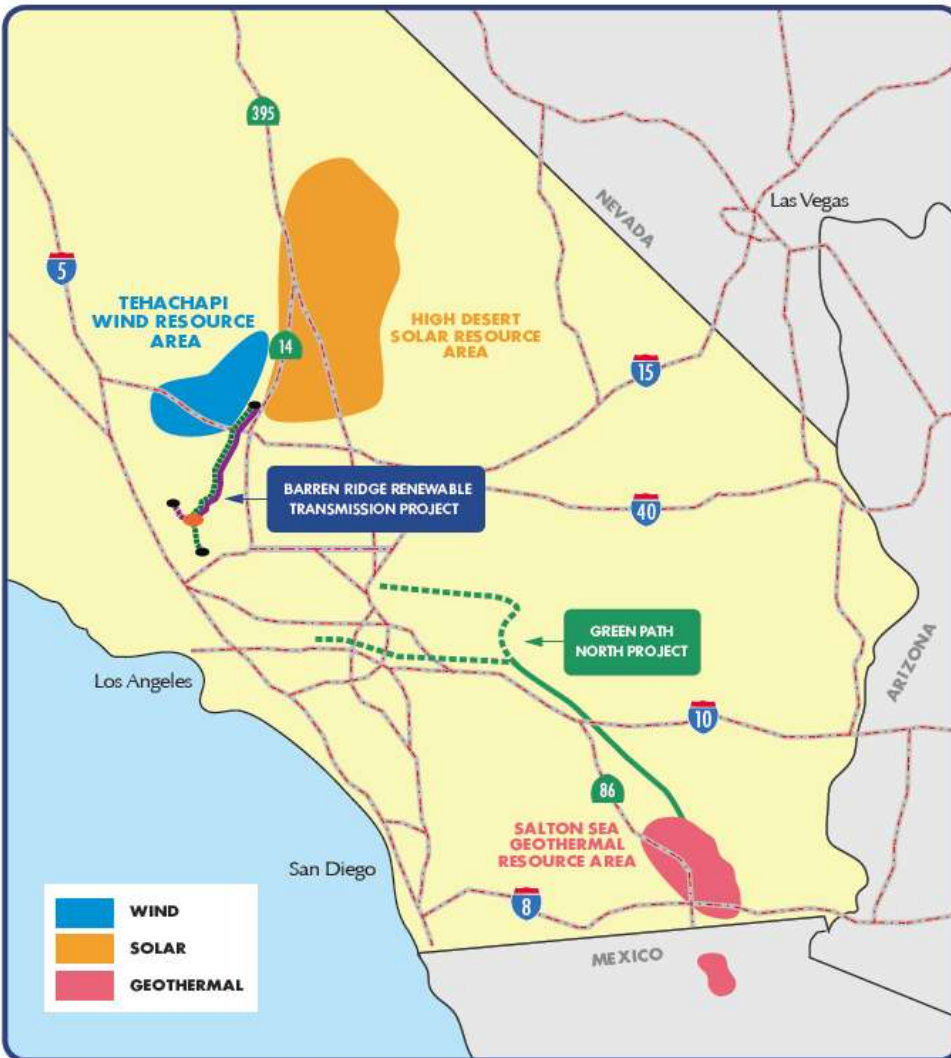 395
NEVADA
Las Vegas
5
TEHACHAPI
WIND RESOURCE
AREA
HIGH DESERT
SOLAR RESOURCE
AREA
14
15
BARREN RIDGE RENEWABLE
TRANSMISSION PROJECT
40
GREEN PATH
NORTH PROJECT
ARIZONA
Los Angeles
10
86
SALTON SEA
GEOTHERMAL
RESOURCE AREA
San Diego
8
MEXICO
WIND
SOLAR
GEOTHERMAL